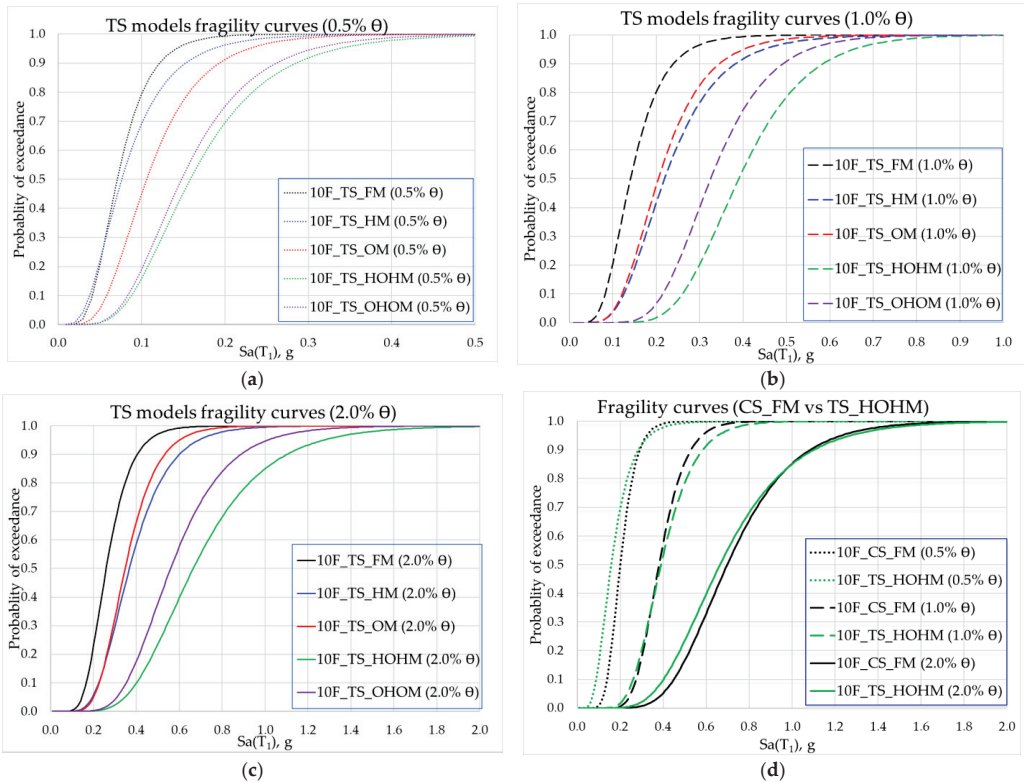 TS models fragility curves (0.5% Ɵ)
Probablity of exceedance
1.0
0.9
0.8
0.7
0.6
0.5
0.4
0.3
0.2
0.1
0.0
10F_TS_FM (0.5% Ɵ)
10F_TS_HM (0.5% Ɵ)
10F_TS_OM (0.5% Ɵ)
10F_TS_HOHM (0.5% Ɵ)
10F_TS_OHOM (0.5% Ɵ)
0.0 0.1 0.2 0.3 0.4 0.5
Sa(T₁), g
(a)
TS models fragility curves (1.0% Ɵ)
Probablity of exceedance
1.0
0.9
0.8
0.7
0.6
0.5
0.4
0.3
0.2
0.1
0.0
10F_TS_FM (1.0% Ɵ)
10F_TS_HM (1.0% Ɵ)
10F_TS_OM (1.0% Ɵ)
10F_TS_HOHM (1.0% Ɵ)
10F_TS_OHOM (1.0% Ɵ)
0.0 0.1 0.2 0.3 0.4 0.5 0.6 0.7 0.8 0.9 1.0
Sa(T₁), g
(b)
TS models fragility curves (2.0% Ɵ)
Probablity of exceedance
1.0
0.9
0.8
0.7
0.6
0.5
0.4
0.3
0.2
0.1
0.0
10F_TS_FM (2.0% Ɵ)
10F_TS_HM (2.0% Ɵ)
10F_TS_OM (2.0% Ɵ)
10F_TS_HOHM (2.0% Ɵ)
10F_TS_OHOM (2.0% Ɵ)
0.0 0.2 0.4 0.6 0.8 1.0 1.2 1.4 1.6 1.8 2.0
Sa(T₁), g
(c)
Fragility curves (CS_FM vs TS_HOHM)
Probablity of exceedance
1.0
0.9
0.8
0.7
0.6
0.5
0.4
0.3
0.2
0.1
0.0
10F_CS_FM (0.5% Ɵ)
10F_TS_HOHM (0.5% Ɵ)
10F_CS_FM (1.0% Ɵ)
10F_TS_HOHM (1.0% Ɵ)
10F_CS_FM (2.0% Ɵ)
10F_TS_HOHM (2.0% Ɵ)
0.0 0.2 0.4 0.6 0.8 1.0 1.2 1.4 1.6 1.8 2.0
Sa(T₁), g
(d)